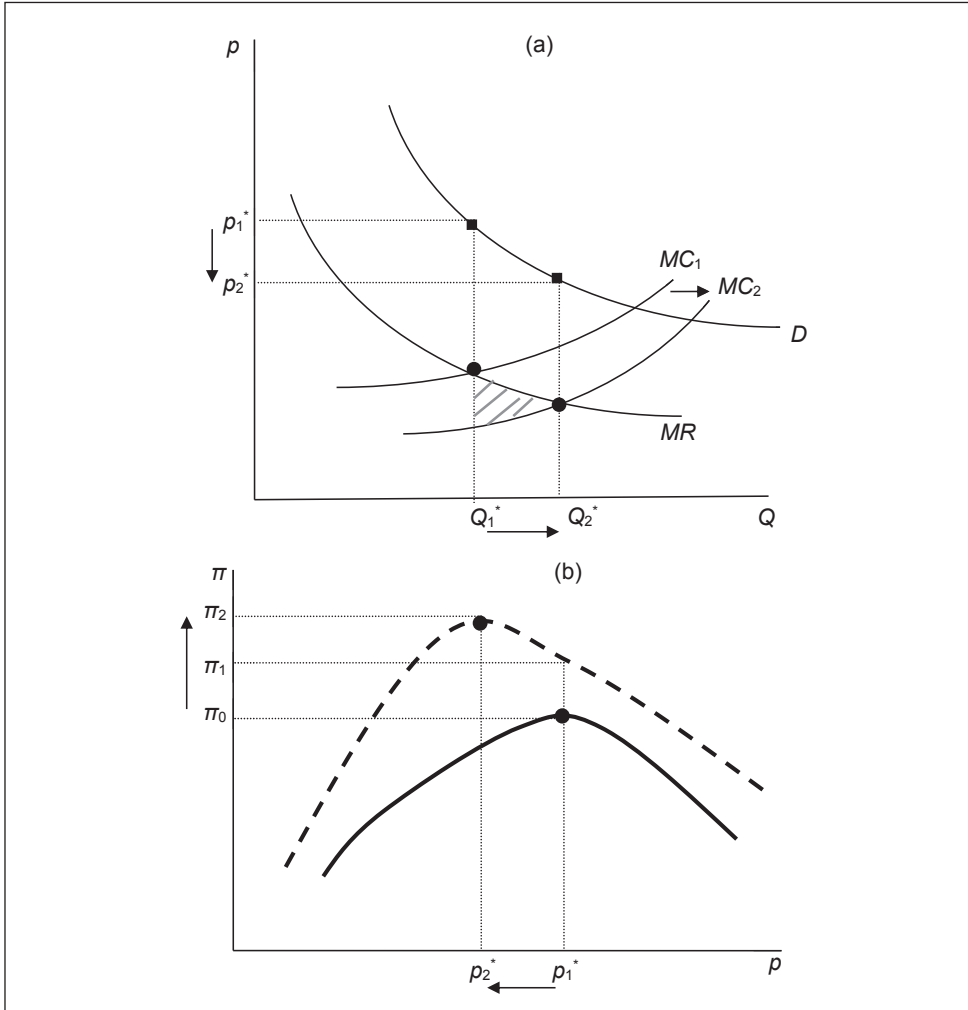 (a)
p
p₁*
p₂*
MC₁
MC₂
D
MR
Q₁* Q₂* Q
(b)
π
π₂
π₁
π₀
p₂* p₁* p